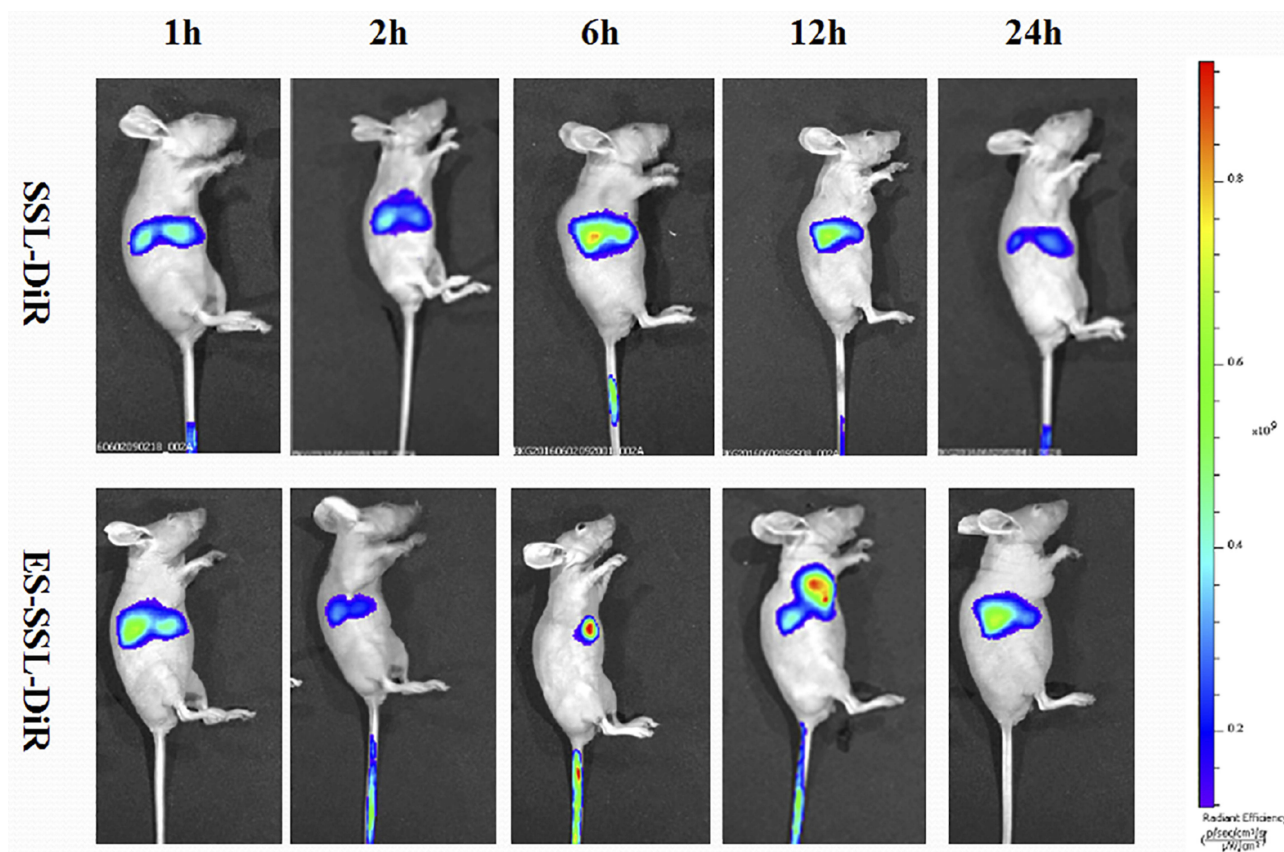 1h 2h 6h 12h 24h
SSL-DiR
60602090218_002A
ES-SSL-DiR
0.8
0.6
x10⁹
0.4
0.2
Radiant Efficiency